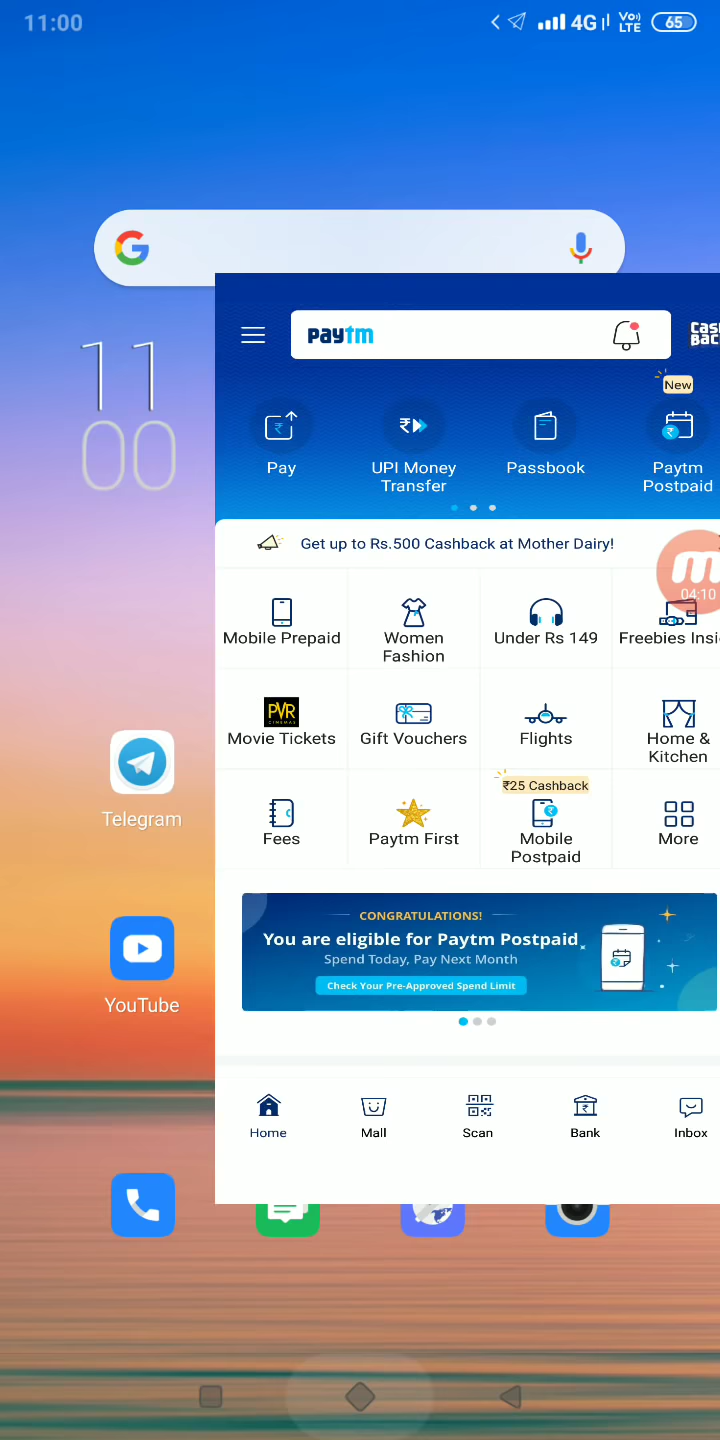 11:00
4G
Vo))
LTE
65
11
00
paytm
New
Pay
UPI Money
Transfer
Passbook
Paytm
Postpaid
Get up to Rs.500 Cashback at Mother Dairy!
04:10
Mobile Prepaid
Women
Fashion
Under Rs 149
Freebies
PVR
CINEMAS
Movie Tickets
Gift Vouchers
Flights
Home &
Kitchen
₹25 Cashback
Fees
Paytm First
Mobile
Postpaid
More
CONGRATULATIONS!
You are eligible for Paytm Postpaid
Spend Today, Pay Next Month
Check Your Pre-Approved Spend Limit
Home
Mall
Scan
Bank
Inbox
Telegram
YouTube